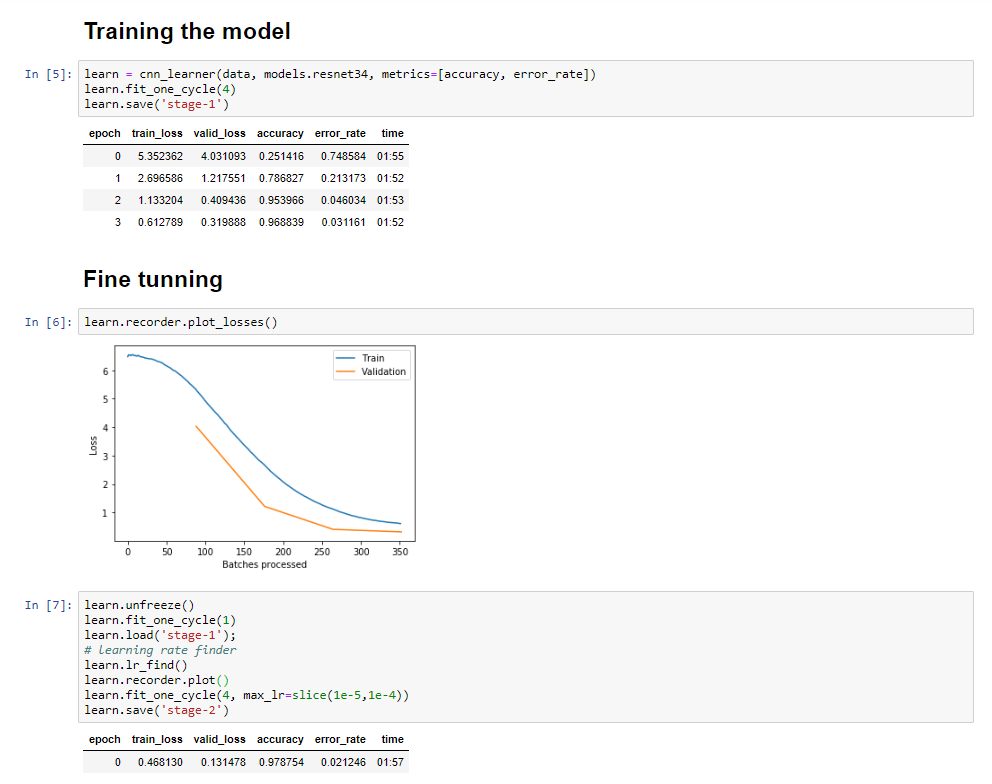 Training the model
In [5]: learn = cnn_learner(data, models.resnet34, metrics=[accuracy, error_rate])
learn.fit_one_cycle(4)
learn.save('stage-1')
epoch train_loss valid_loss accuracy error_rate time
0 5.352362 4.031093 0.251416 0.748584 01:55
1 2.696586 1.217551 0.786827 0.213173 01:52
2 1.133204 0.409436 0.953966 0.046034 01:53
3 0.612789 0.319888 0.968839 0.031161 01:52
Fine tunning
In [6]: learn.recorder.plot_losses()
Train
Validation
6
5
4
3
2
1
Loss
0 50 100 150 200 250 300 350
Batches processed
In [7]: learn.unfreeze()
learn.fit_one_cycle(1)
learn.load('stage-1');
# learning rate finder
learn.lr_find()
learn.recorder.plot()
learn.fit_one_cycle(4, max_lr=slice(1e-5,1e-4))
learn.save('stage-2')
epoch train_loss valid_loss accuracy error_rate time
0 0.468130 0.131478 0.978754 0.021246 01:57